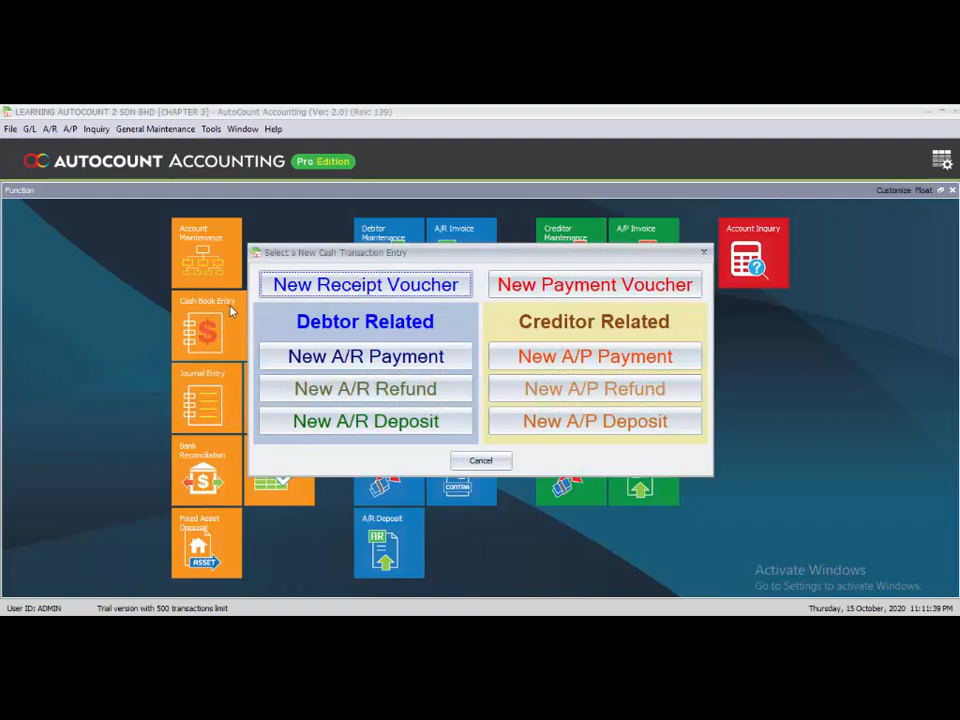 LEARNING AUTOCOUNT 2 SDN BHD [CHAPTER 3] - AutoCount Accounting (Ver: 2.0) (Rev: 139)
File G/L A/R A/P Inquiry General Maintenance Tools Window Help
AUTOCOUNT ACCOUNTING Pro Edition
Function
Customize Float
Account Maintenance
Debtor Maintenance
A/R Invoice
Creditor Maintenance
A/P Invoice
Account Inquiry
Select a New Cash Transaction Entry
New Receipt Voucher
New Payment Voucher
Cash Book Entry
Debtor Related
Creditor Related
New A/R Payment
New A/P Payment
Journal Entry
New A/R Refund
New A/P Refund
New A/R Deposit
New A/P Deposit
Bank Reconciliation
Cancel
CONTRA
Fixed Asset Disposal
ASSET
A/R Deposit
AR
Activate Windows
Go to Settings to activate Windows.
User ID: ADMIN
Trial version with 500 transactions limit
Thursday, 15 October, 2020 11:11:39 PM